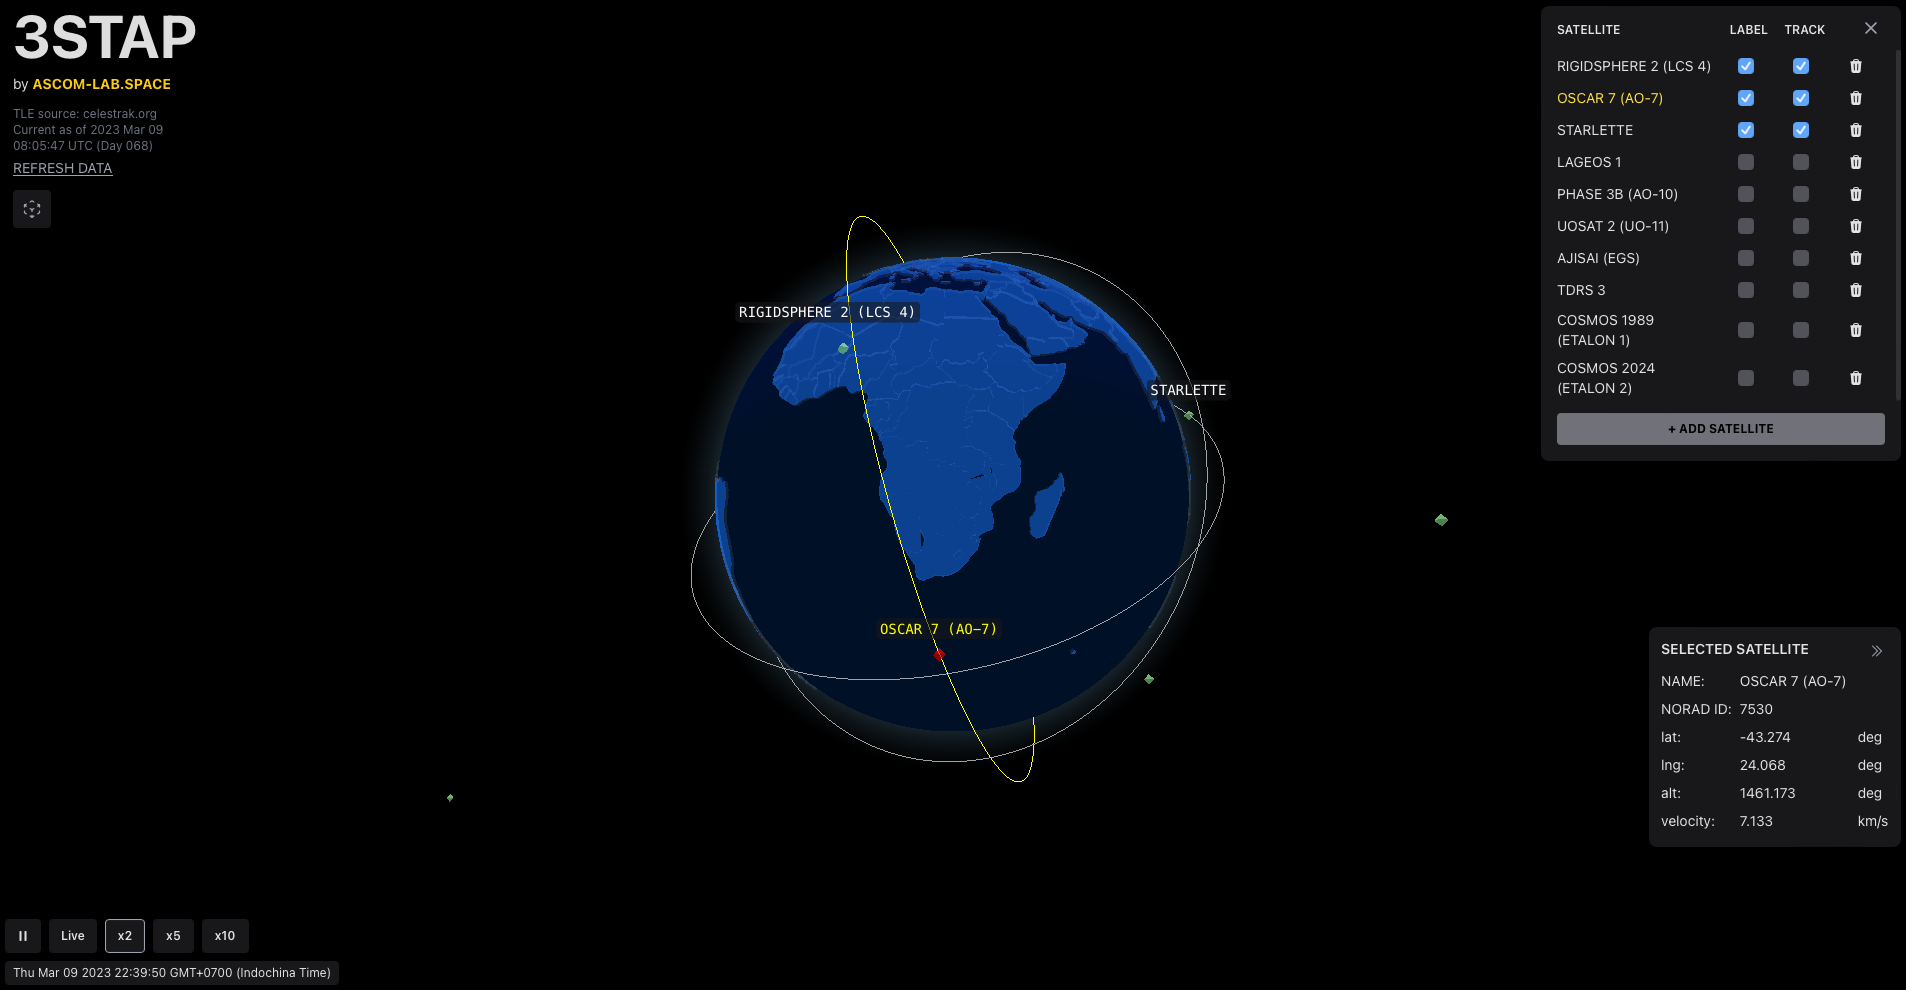 3STAP
by ASCOM-LAB.SPACE
TLE source: celestrak.org
Current as of 2023 Mar 09
08:05:47 UTC (Day 068)
REFRESH DATA
SATELLITE LABEL TRACK
RIGIDSPHERE 2 (LCS 4)
OSCAR 7 (AO-7)
STARLETTE
LAGEOS 1
PHASE 3B (AO-10)
UOSAT 2 (UO-11)
AJISAI (EGS)
TDRS 3
COSMOS 1989
(ETALON 1)
COSMOS 2024
(ETALON 2)
+ ADD SATELLITE
RIGIDSPHERE 2 (LCS 4)
STARLETTE
OSCAR 7 (AO-7)
SELECTED SATELLITE
NAME: OSCAR 7 (AO-7)
NORAD ID: 7530
lat: -43.274 deg
lng: 24.068 deg
alt: 1461.173 deg
velocity: 7.133 km/s
Live x2 x5 x10
Thu Mar 09 2023 22:39:50 GMT+0700 (Indochina Time)